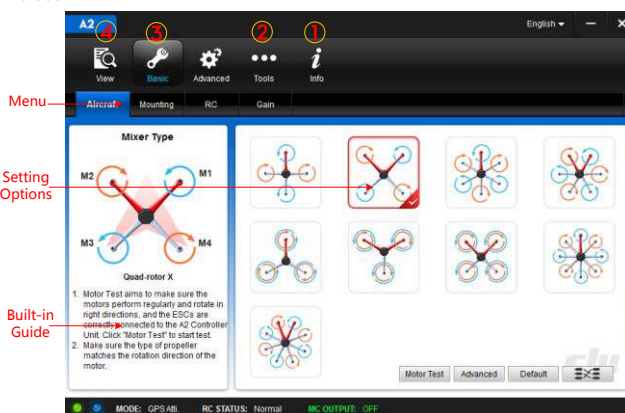 A2
English
④
③
②
①
View
Basic
Advanced
Tools
Info
Menu
Aircraft
Mounting
RC
Gain
Mixer Type
M2
M1
M3
M4
Quad-rotor X
Setting
Options
Built-in
Guide
1. Motor Test aims to make sure the
motors perform regularly and rotate in
right directions, and the ESCs are
correctly connected to the A2 Controller
Unit. Click "Motor Test" to start test.
2. Make sure the type of propeller
matches the rotation direction of the
motor.
Motor Test
Advanced
Default
dji
MODE: GPS Atti.
RC STATUS: Normal
MC OUTPUT: OFF